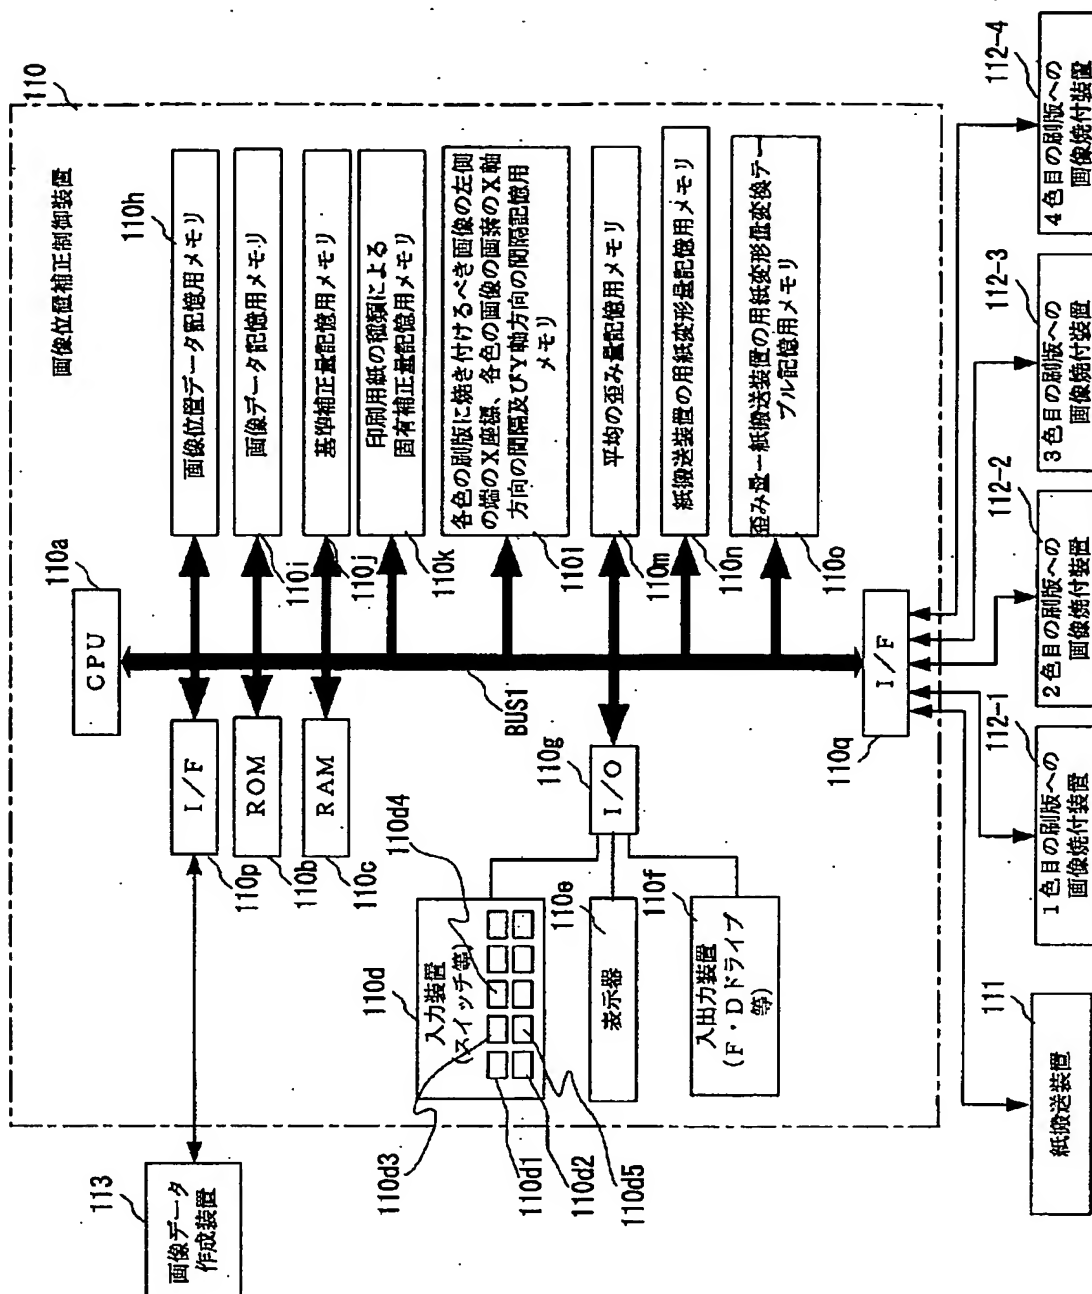 110
画像位置補正制御装置
110a
CPU
110h
画像位置データ記憶用メモリ
110i
画像データ記憶用メモリ
110j
基準補正量記憶用メモリ
110k
印刷用紙の種類による
固有補正量記憶用メモリ
110l
各色の刷版に焼き付けるべき画像の左側
の端のX座標、各色の画像の画素のX軸
方向の間隔及びY軸方向の間隔記憶用
メモリ
110m
平均の歪み量記憶用メモリ
110n
紙搬送装置の用紙変形量記憶用メモリ
110o
歪み量ー紙搬送装置の用紙変形量変換テー
ブル記憶用メモリ
BUS1
I/F
110p
ROM
110b
RAM
110c
I/O
110g
I/F
110q
110d4
110d
入力装置
(スイッチ等)
110d3
110d1
110d2
110d5
110e
表示器
110f
入出力装置
(F・Dドライブ
等)
113
画像データ
作成装置
111
紙搬送装置
112-1
1色目の刷版への
画像焼付装置
112-2
2色目の刷版への
画像焼付装置
112-3
3色目の刷版への
画像焼付装置
112-4
4色目の刷版への
画像焼付装置